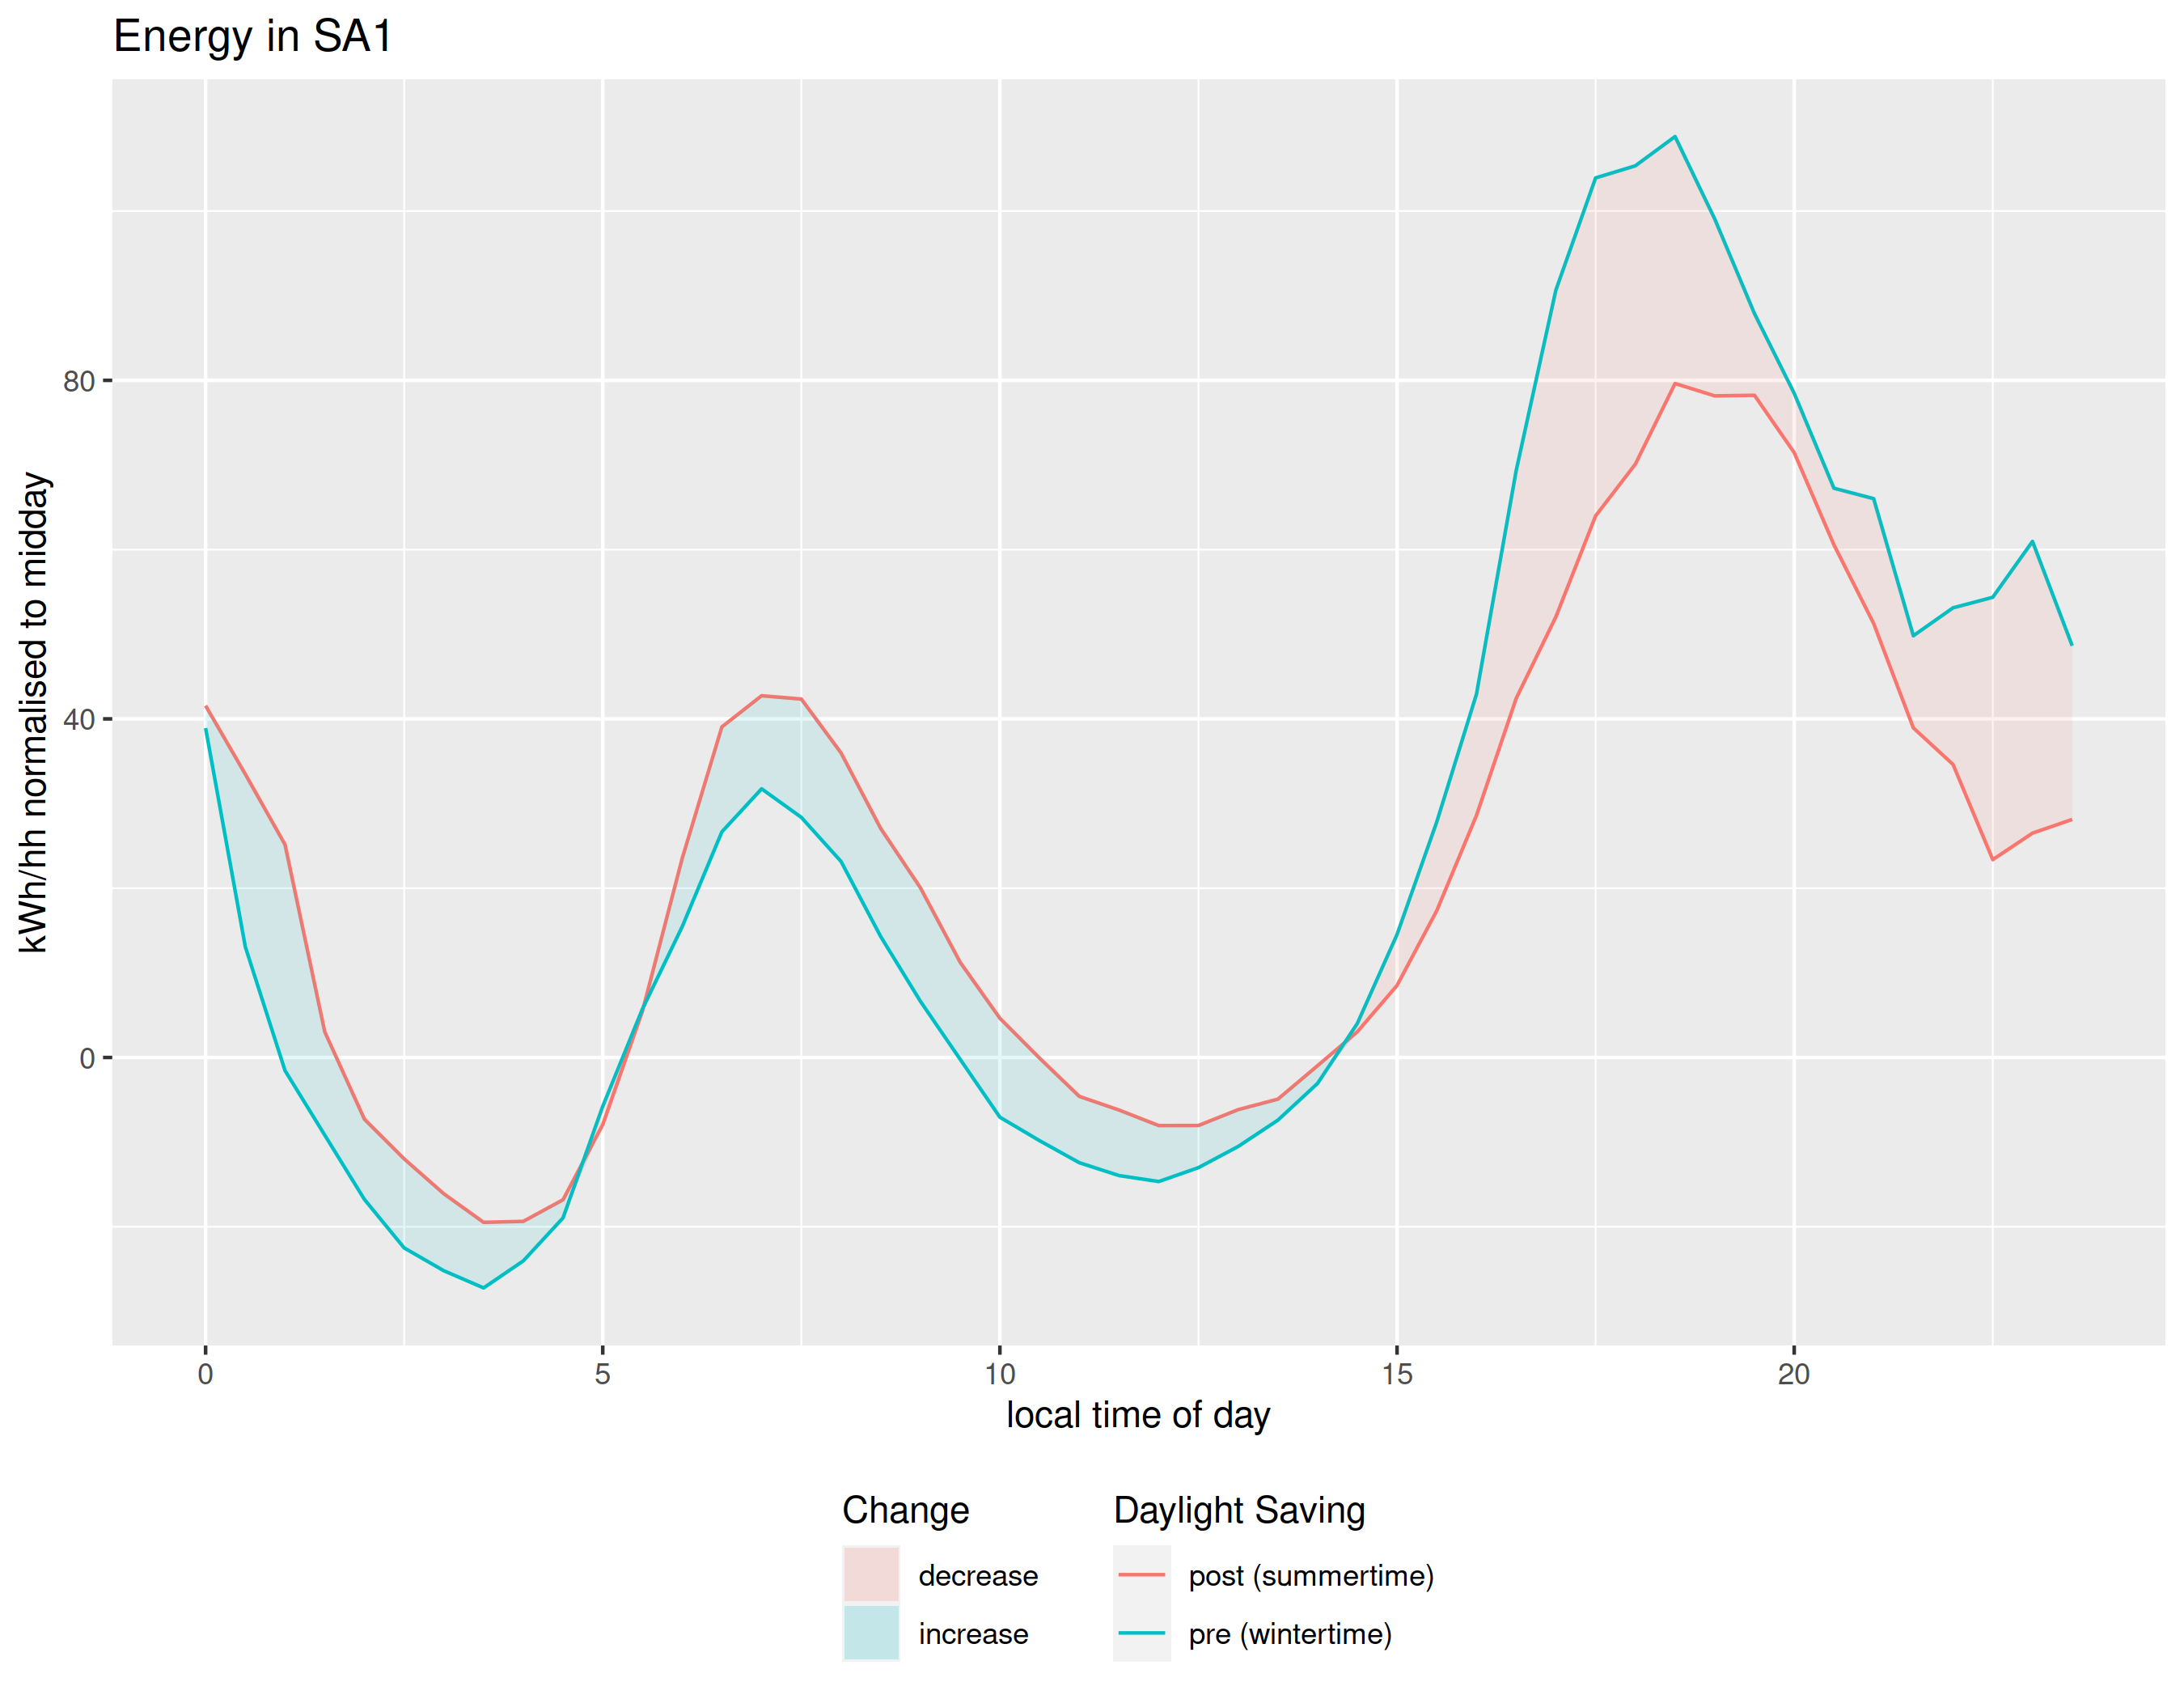 Energy in SA1
kWh/hh normalised to midday
80
40
0
0
5
10
15
20
local time of day
Change
decrease
increase
Daylight Saving
post (summertime)
pre (wintertime)